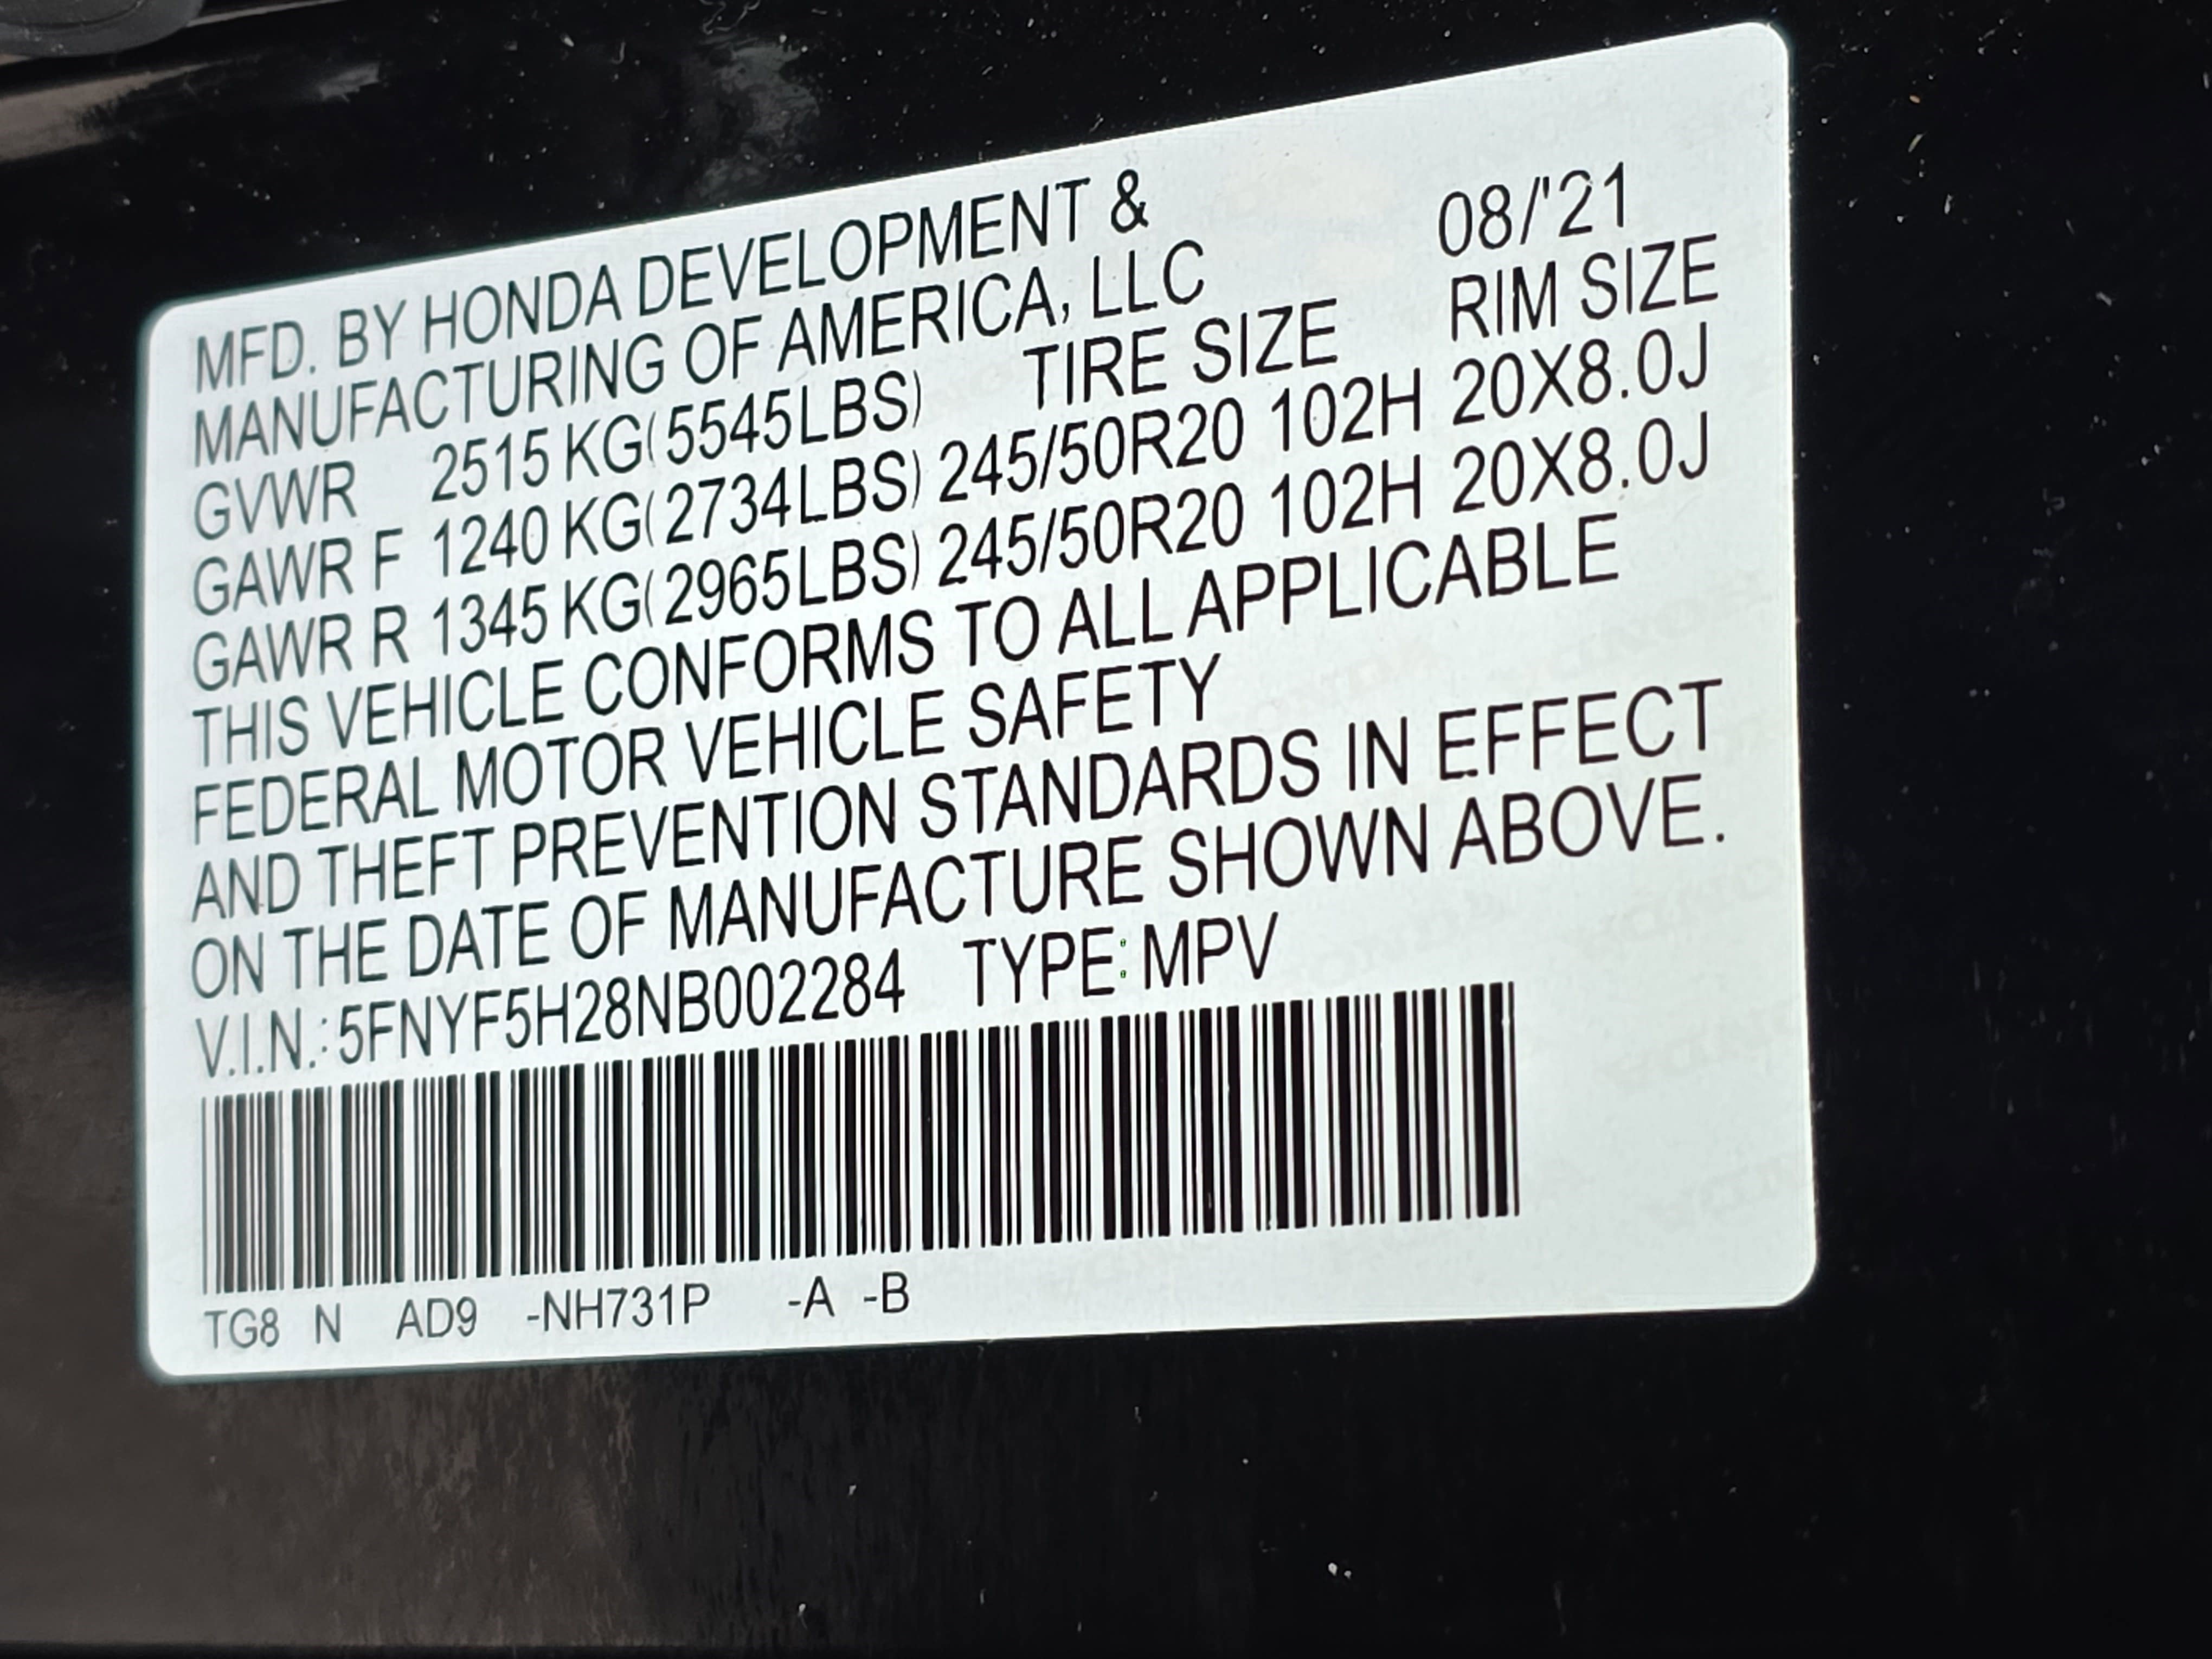 MFD. BY HONDA DEVELOPMENT &
MANUFACTURING OF AMERICA, LLC 08/'21
GVWR 2515 KG(5545LBS) TIRE SIZE RIM SIZE
GAWR F 1240 KG(2734LBS) 245/50R20 102H 20X8.0J
GAWR R 1345 KG(2965LBS) 245/50R20 102H 20X8.0J
THIS VEHICLE CONFORMS TO ALL APPLICABLE
FEDERAL MOTOR VEHICLE SAFETY
AND THEFT PREVENTION STANDARDS IN EFFECT
ON THE DATE OF MANUFACTURE SHOWN ABOVE.
V.I.N.: 5FNYF5H28NB002284 TYPE: MPV
TG8 N AD9 -NH731P -A -B